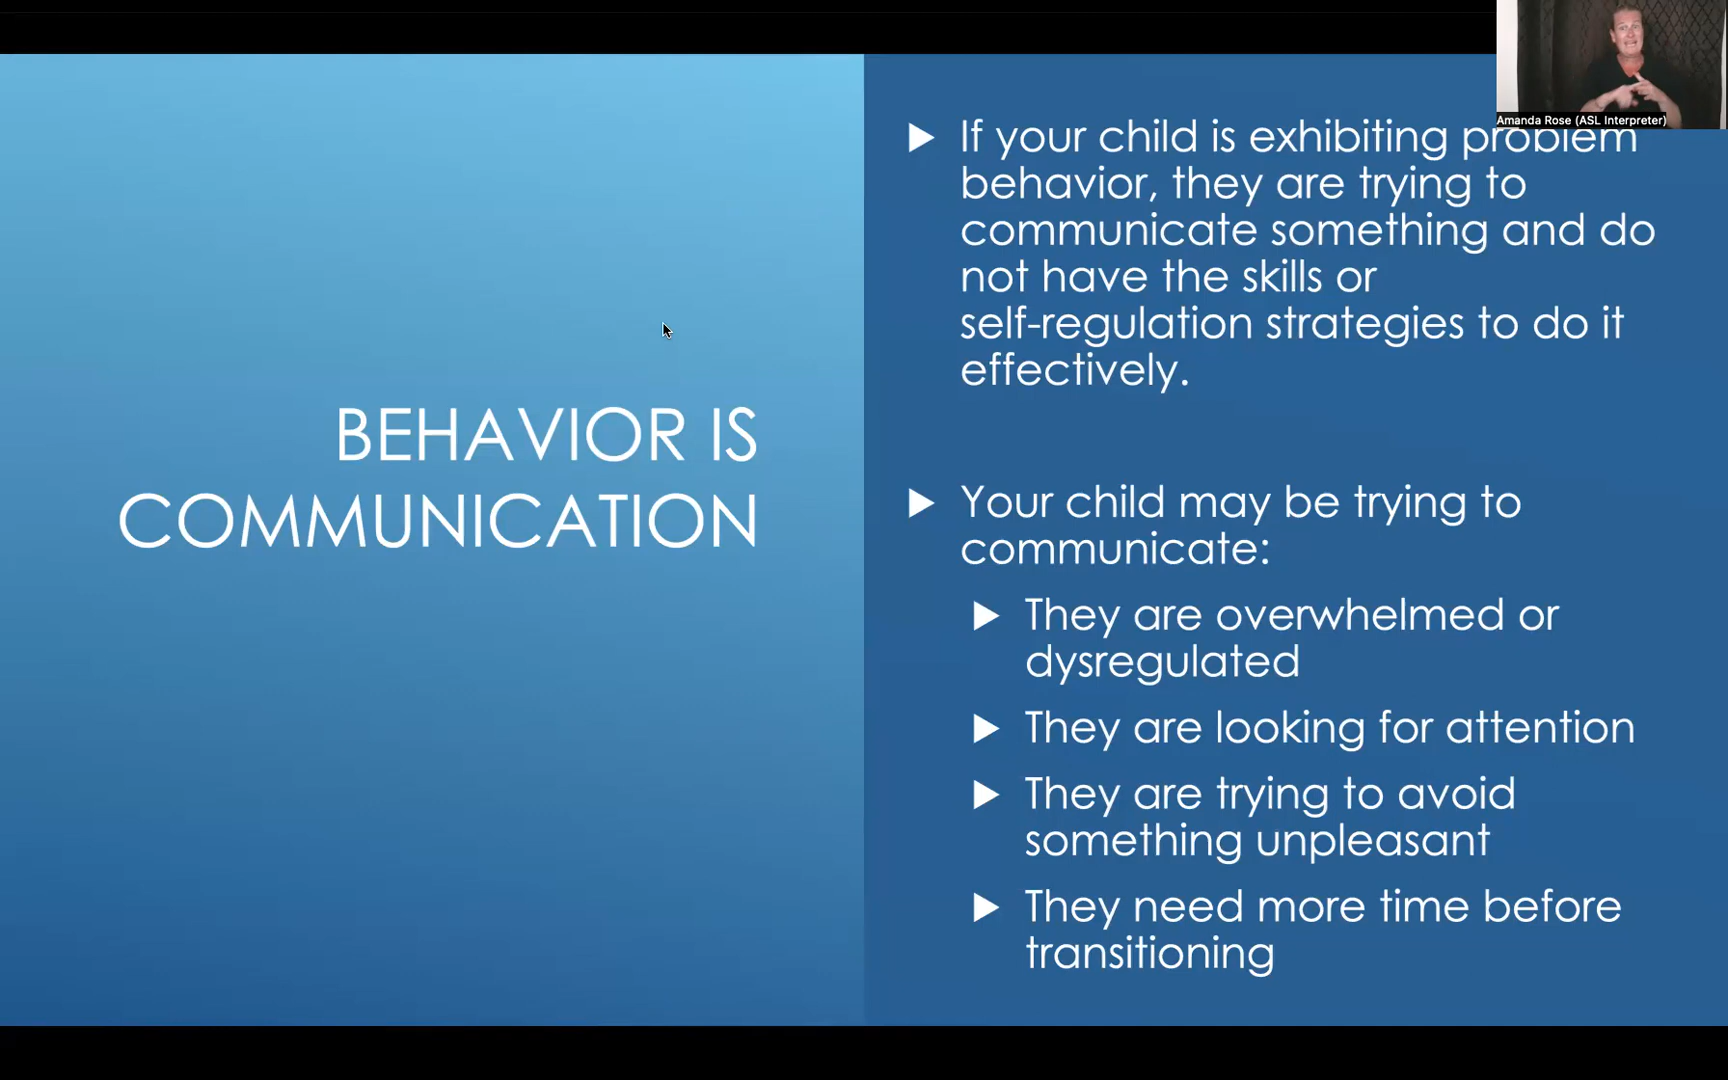 Amanda Rose (ASL Interpreter)
BEHAVIOR IS
COMMUNICATION
If your child is exhibiting problem
behavior, they are trying to
communicate something and do
not have the skills or
self-regulation strategies to do it
effectively.
Your child may be trying to
communicate:
They are overwhelmed or
dysregulated
They are looking for attention
They are trying to avoid
something unpleasant
They need more time before
transitioning